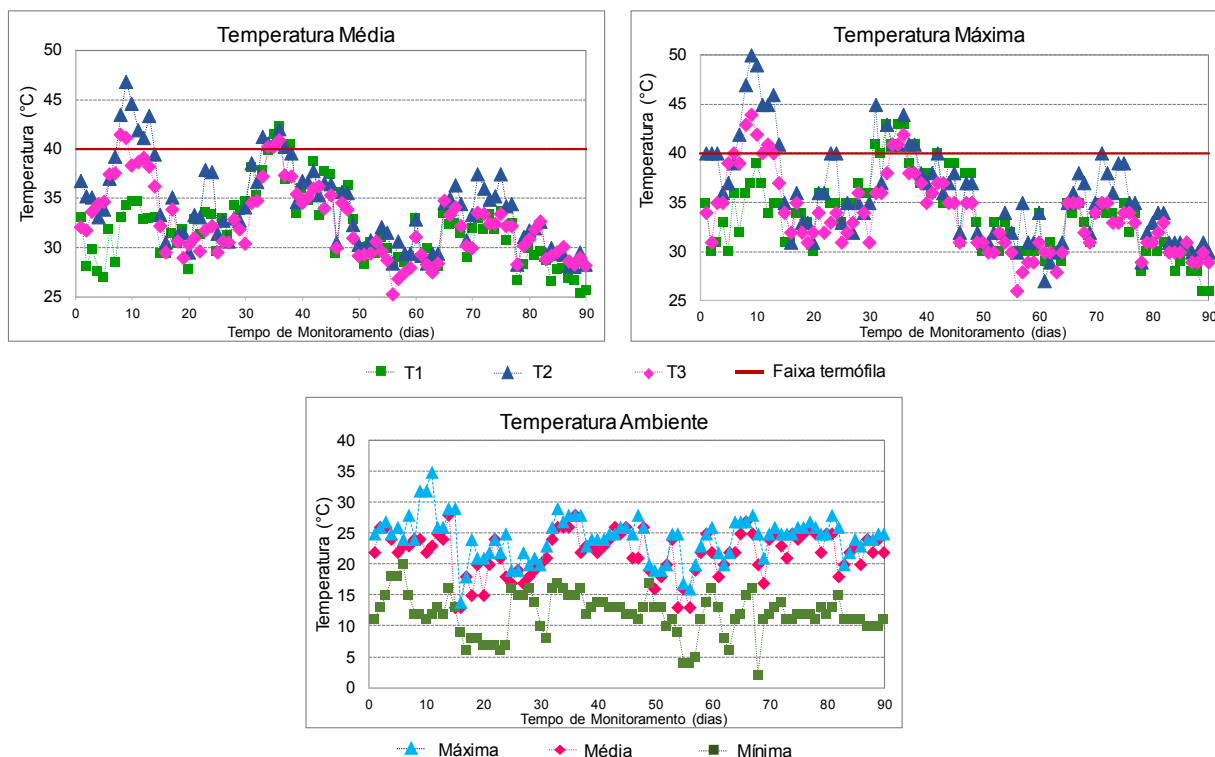 Temperatura Média
Temperatura (°C)
50
45
40
35
30
25
0 10 20 30 40 50 60 70 80 90
Tempo de Monitoramento (dias)
Temperatura Máxima
Temperatura (°C)
50
45
40
35
30
25
0 10 20 30 40 50 60 70 80 90
Tempo de Monitoramento (dias)
T1 T2 T3 Faixa termófila
Temperatura Ambiente
Temperatura (°C)
40
35
30
25
20
15
10
5
0
0 10 20 30 40 50 60 70 80 90
Tempo de Monitoramento (dias)
Máxima Média Mínima